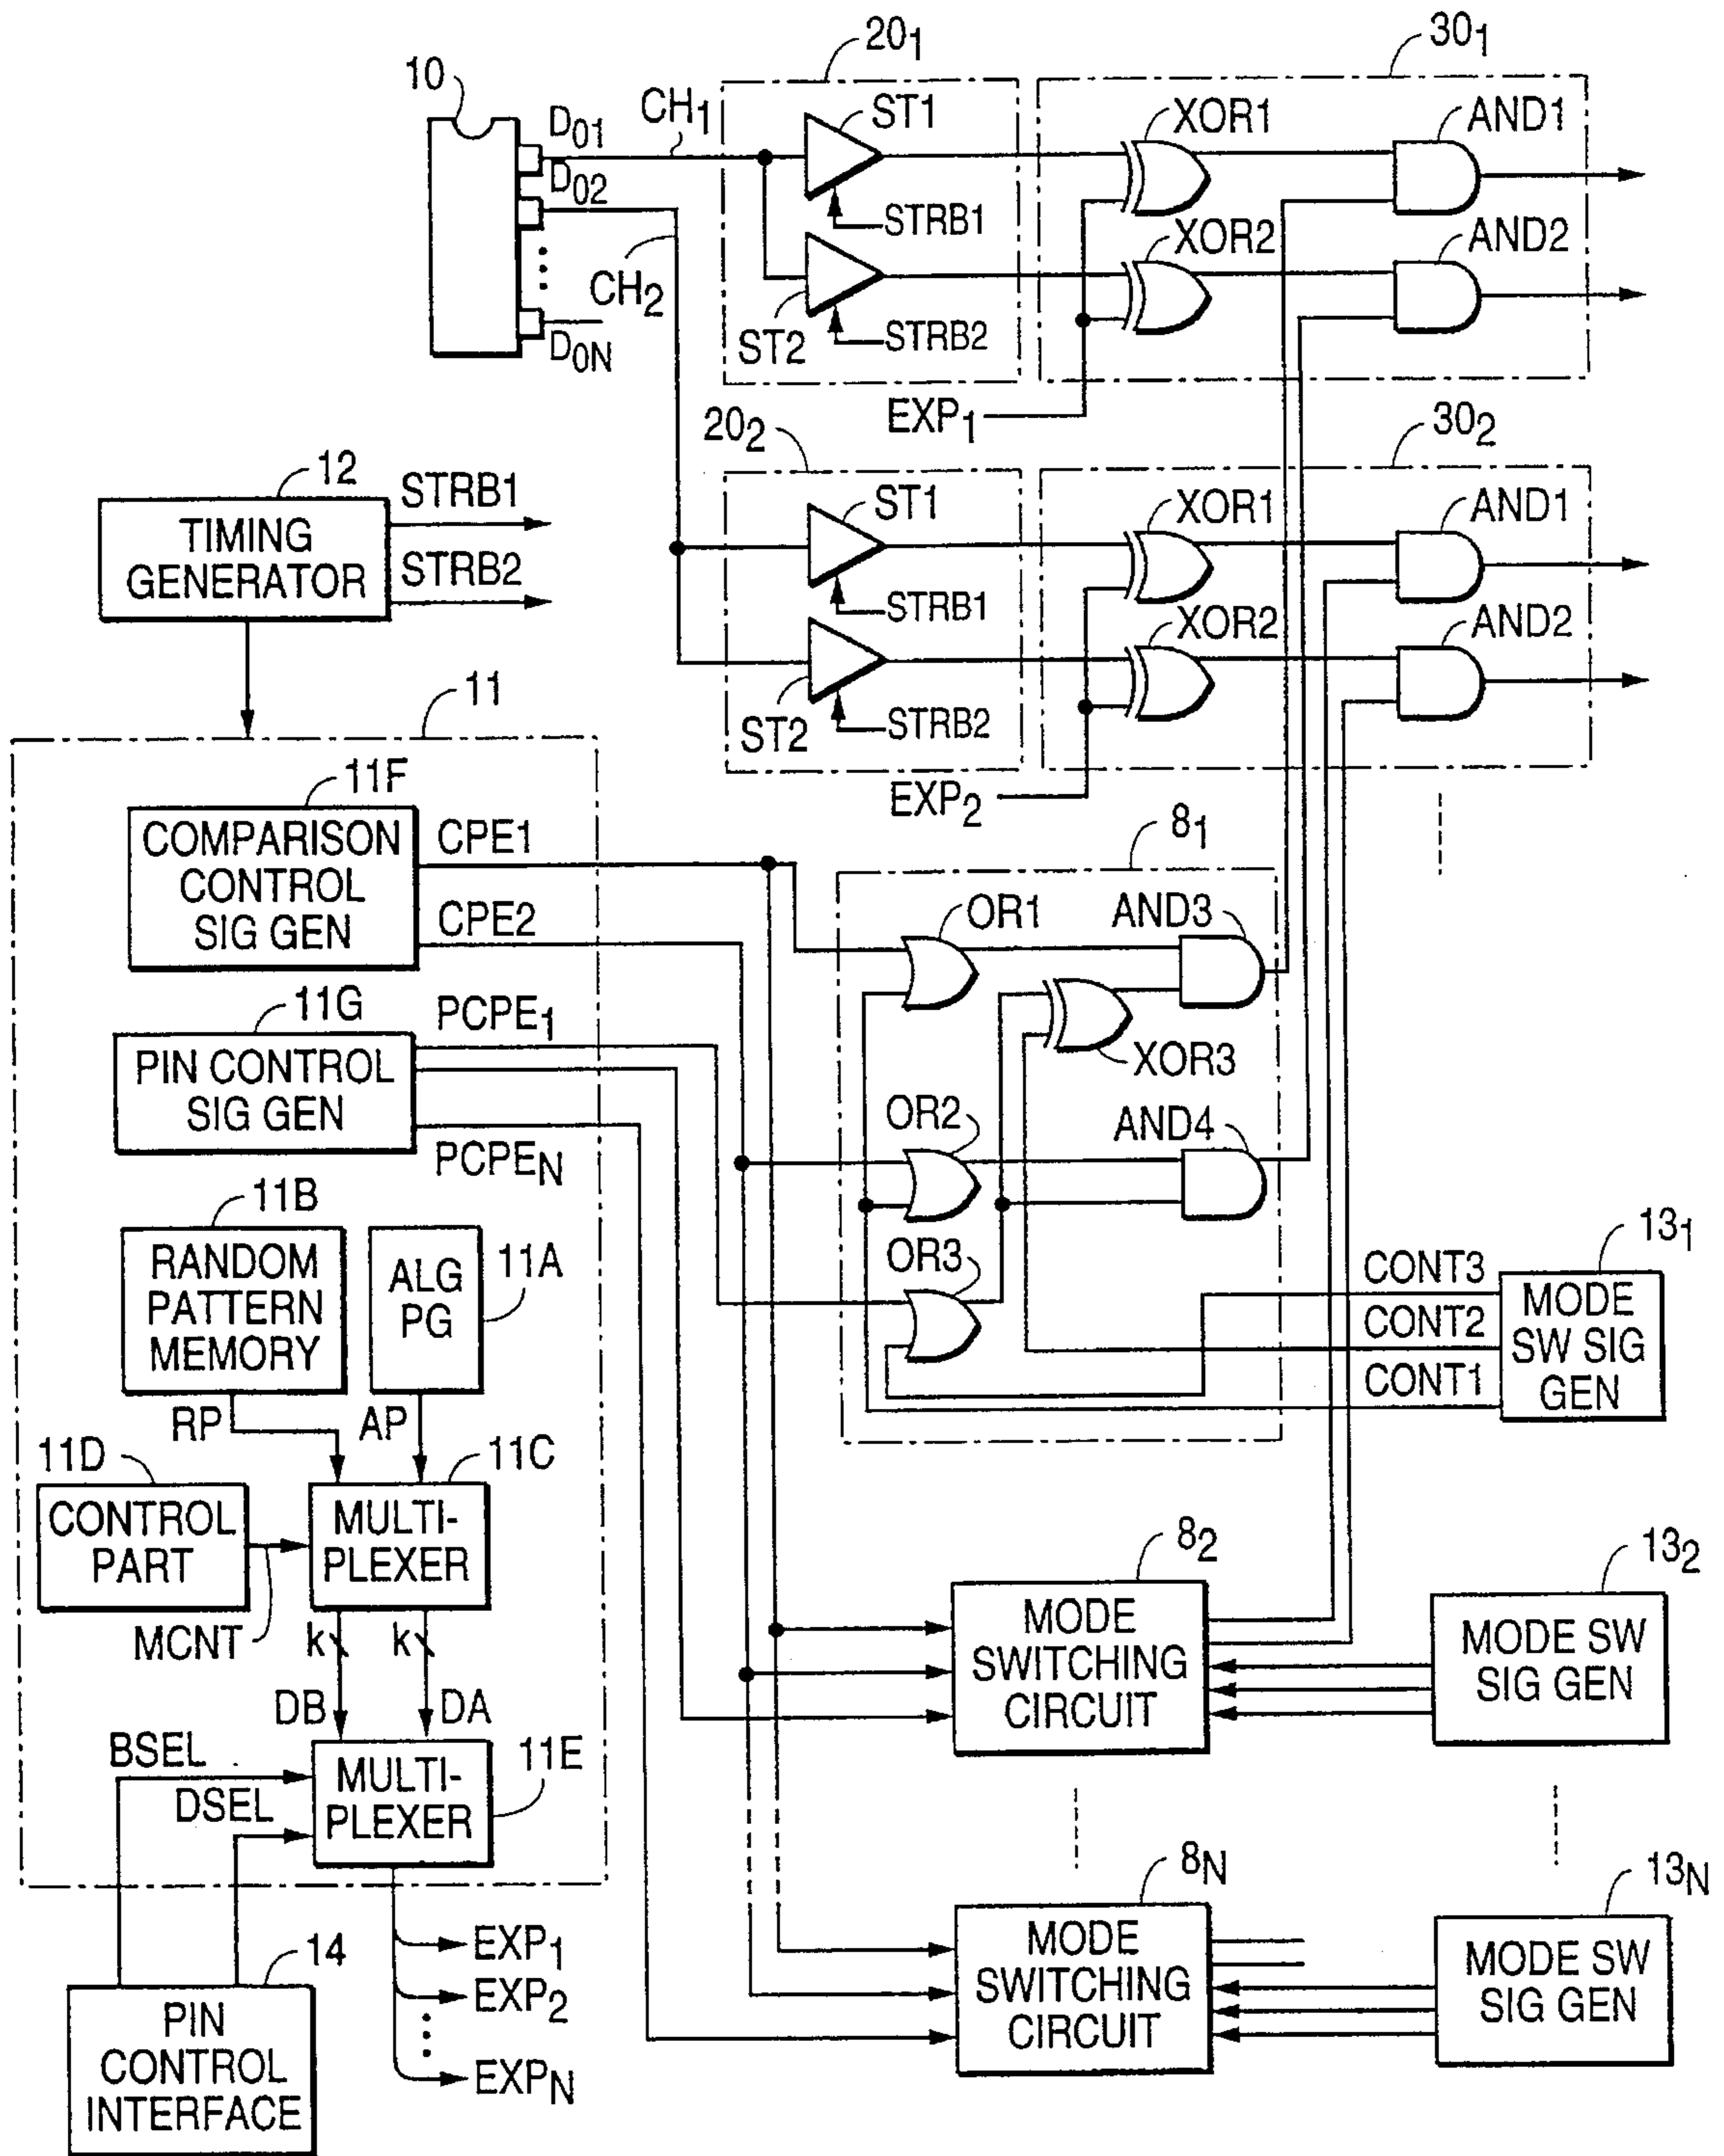 20₁
30₁
10
D₀₁
CH₁
ST1
XOR1
AND1
D₀₂
STRB1
XOR2
AND2
CH₂
D₀N
ST2
STRB2
EXP₁
20₂
30₂
12
STRB1
ST1
XOR1
AND1
TIMING
GENERATOR
STRB2
STRB1
XOR2
AND2
11
ST2
STRB2
EXP₂
11F
8₁
COMPARISON
CONTROL
SIG GEN
CPE1
CPE2
OR1
AND3
11G
PCPE₁
XOR3
PIN CONTROL
SIG GEN
PCPEN
OR2
AND4
11B
13₁
RANDOM
PATTERN
MEMORY
ALG
PG
11A
OR3
CONT3
CONT2
CONT1
MODE
SW SIG
GEN
RP
AP
11D
11C
CONTROL
PART
MULTI-
PLEXER
8₂
13₂
MCNT
k
k
MODE
SWITCHING
CIRCUIT
MODE SW
SIG GEN
DB
DA
BSEL
11E
DSEL
MULTI-
PLEXER
8N
13N
14
EXP₁
MODE
SWITCHING
CIRCUIT
MODE SW
SIG GEN
EXP₂
PIN
CONTROL
INTERFACE
EXPN